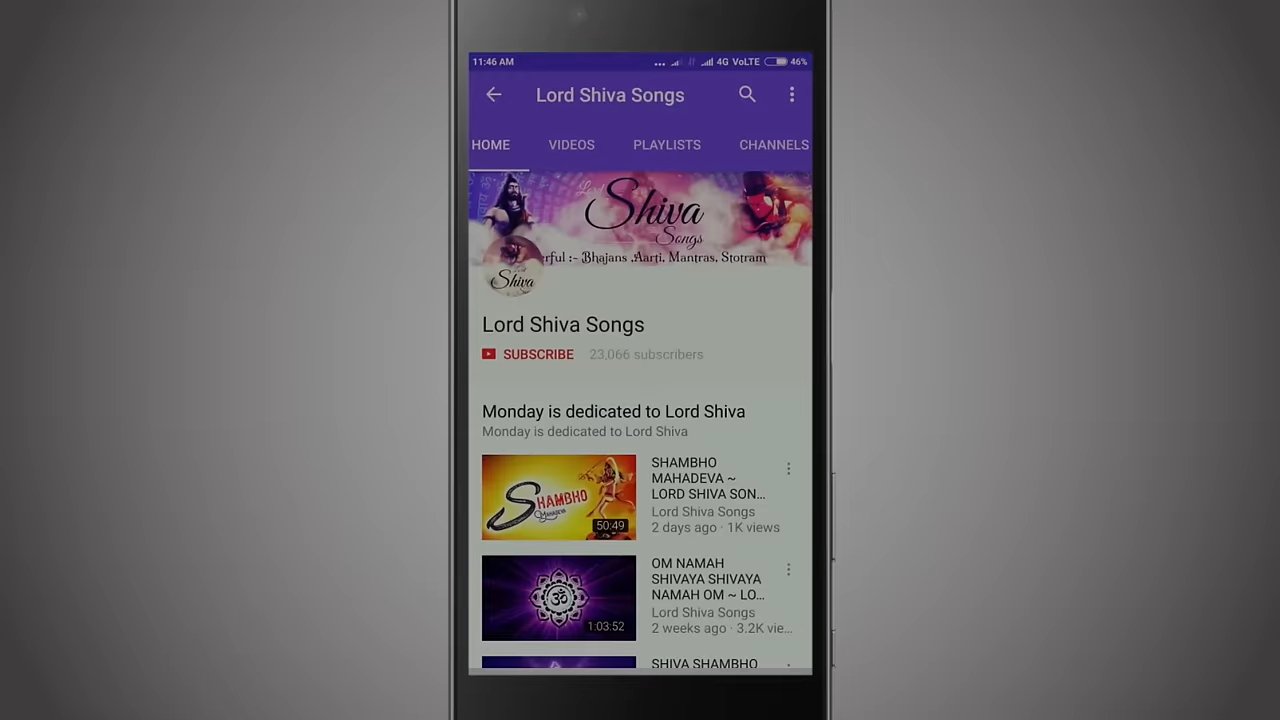 11:46 AM
4G VoLTE 46%
Lord Shiva Songs
HOME VIDEOS PLAYLISTS CHANNELS
Lord
Shiva
Songs
erful :- Bhajans ,Aarti, Mantras, Stotram
Shiva
Lord Shiva Songs
SUBSCRIBE 23,066 subscribers
Monday is dedicated to Lord Shiva
Monday is dedicated to Lord Shiva
SHAMBHO
50:49
SHAMBHO
MAHADEVA ~
LORD SHIVA SON...
Lord Shiva Songs
2 days ago · 1K views
ॐ
1:03:52
OM NAMAH
SHIVAYA SHIVAYA
NAMAH OM ~ LO...
Lord Shiva Songs
2 weeks ago · 3.2K vie...
SHIVA SHAMBHO